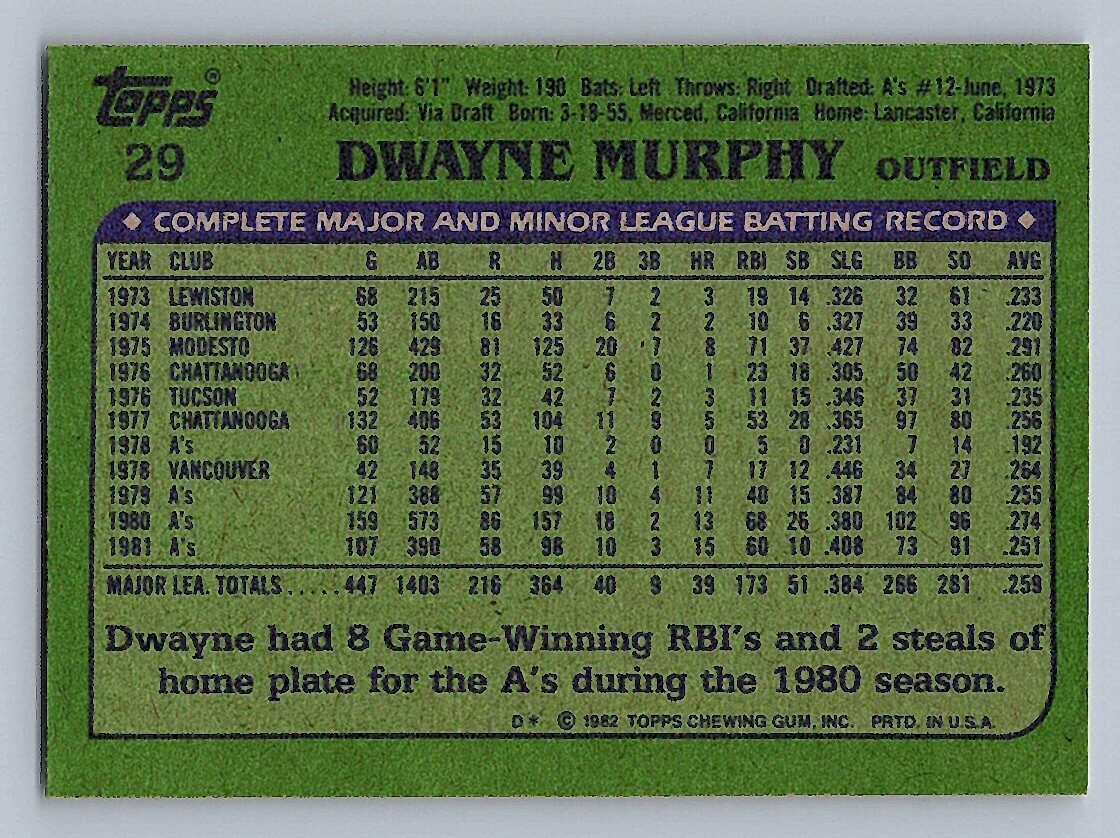 Topps®
Height: 6'1" Weight: 190 Bats: Left Throws: Right Drafted: A's #12-June, 1973
Acquired: Via Draft Born: 3-18-55, Merced, California Home: Lancaster, California
29 DWAYNE MURPHY OUTFIELD
◆ COMPLETE MAJOR AND MINOR LEAGUE BATTING RECORD ◆
YEAR CLUB G AB R H 2B 3B HR RBI SB SLG BB SO AVG
1973 LEWISTON 68 215 25 50 7 2 3 19 14 .326 32 61 .233
1974 BURLINGTON 53 150 16 33 6 2 2 10 6 .327 39 33 .220
1975 MODESTO 126 429 81 125 20 7 8 71 37 .427 74 82 .291
1976 CHATTANOOGA 68 200 32 52 6 0 1 23 18 .305 50 42 .260
1976 TUCSON 52 179 32 42 7 2 3 11 15 .346 37 31 .235
1977 CHATTANOOGA 132 406 53 104 11 9 5 53 28 .365 97 80 .256
1978 A's 60 52 15 10 2 0 0 5 0 .231 7 14 .192
1978 VANCOUVER 42 148 35 39 4 1 7 17 12 .446 34 27 .264
1979 A's 121 388 57 99 10 4 11 40 15 .387 84 80 .255
1980 A's 159 573 86 157 18 2 13 68 26 .380 102 96 .274
1981 A's 107 390 58 98 10 3 15 60 10 .408 73 91 .251
MAJOR LEA. TOTALS.....447 1403 216 364 40 9 39 173 51 .384 266 281 .259
Dwayne had 8 Game-Winning RBI's and 2 steals of
home plate for the A's during the 1980 season.
D* © 1982 TOPPS CHEWING GUM, INC. PRTD. IN U.S.A.